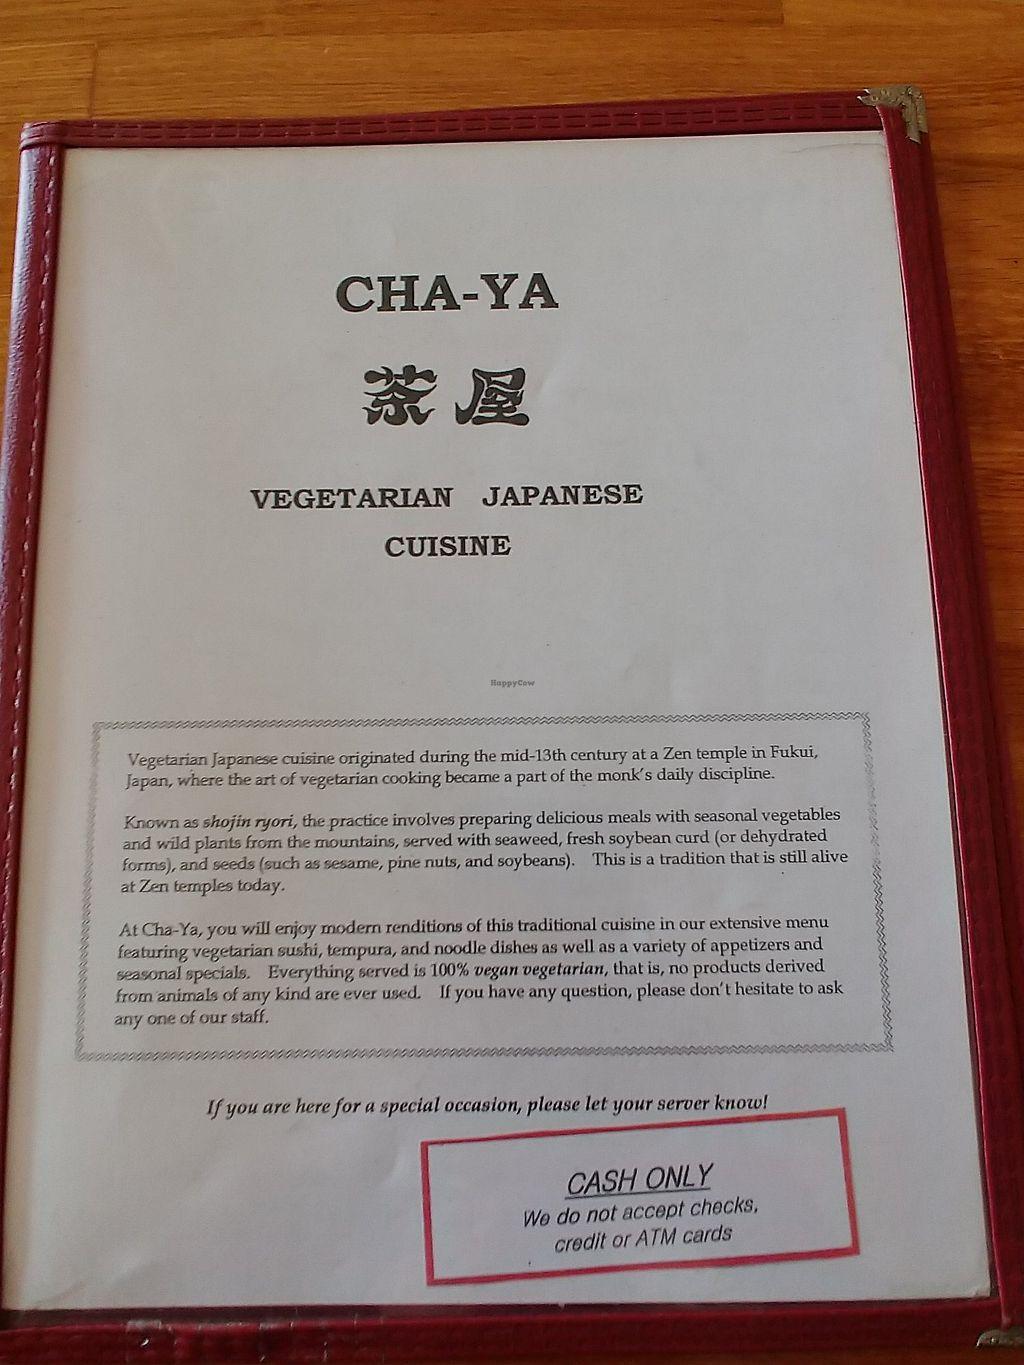 CHA-YA
茶屋
VEGETARIAN JAPANESE
CUISINE
HappyCow
Vegetarian Japanese cuisine originated during the mid-13th century at a Zen temple in Fukui,
Japan, where the art of vegetarian cooking became a part of the monk's daily discipline.
Known as shojin ryori, the practice involves preparing delicious meals with seasonal vegetables
and wild plants from the mountains, served with seaweed, fresh soybean curd (or dehydrated
forms), and seeds (such as sesame, pine nuts, and soybeans). This is a tradition that is still alive
at Zen temples today.
At Cha-Ya, you will enjoy modern renditions of this traditional cuisine in our extensive menu
featuring vegetarian sushi, tempura, and noodle dishes as well as a variety of appetizers and
seasonal specials. Everything served is 100% vegan vegetarian, that is, no products derived
from animals of any kind are ever used. If you have any question, please don't hesitate to ask
any one of our staff.
If you are here for a special occasion, please let your server know!
CASH ONLY
We do not accept checks,
credit or ATM cards